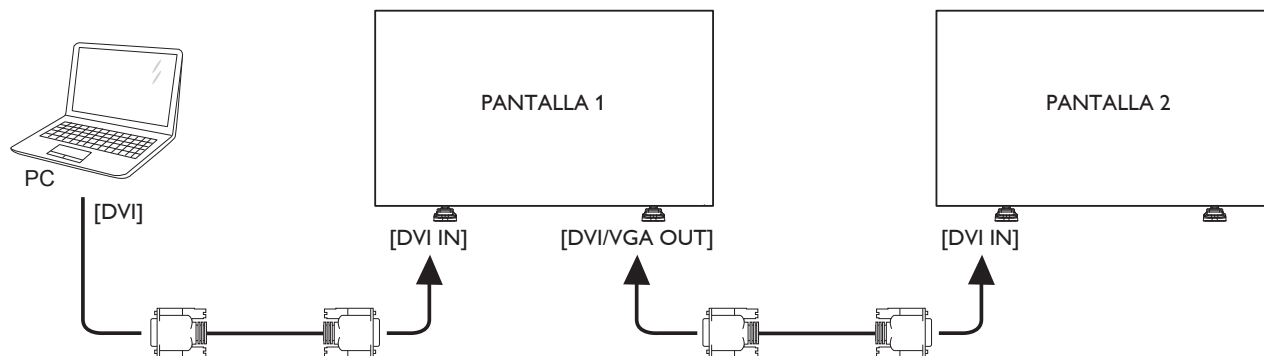 PANTALLA 1
PANTALLA 2
PC
[DVI]
[DVI IN]
[DVI/VGA OUT]
[DVI IN]